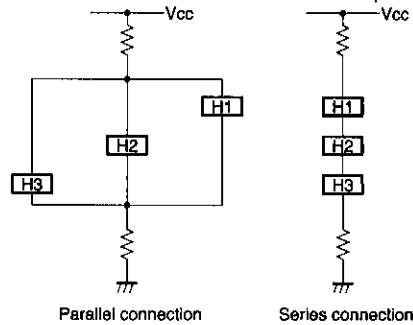 Vcc
Vcc
H1
H2
H3
H1
H2
H3
Parallel connection
Series connection